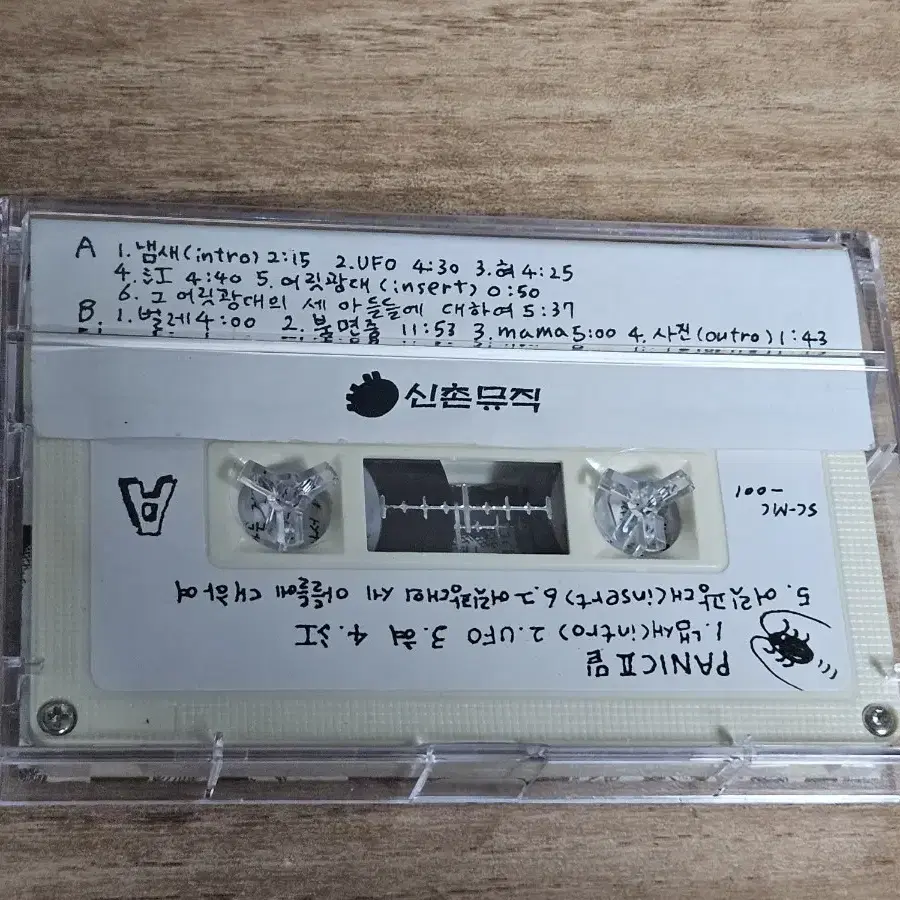 A 1.냄새(intro) 2:15 2.UFO 4:30 3.혀 4:25
4.江 4:40 5.어릿광대(insert) 0:50
6.그 어릿광대의 세 아들들에 대하여 5:37
B 1.벌레 4:00 2.불면증 11:53 3.mama 5:00 4.사진(outro) 1:43
신촌뮤직
A
SC-MC
-001
PANICⅡ 밑
1.냄새(intro) 2.UFO 3.혀 4.江
5.어릿광대(insert) 6.그 어릿광대의 세 아들들에 대하여